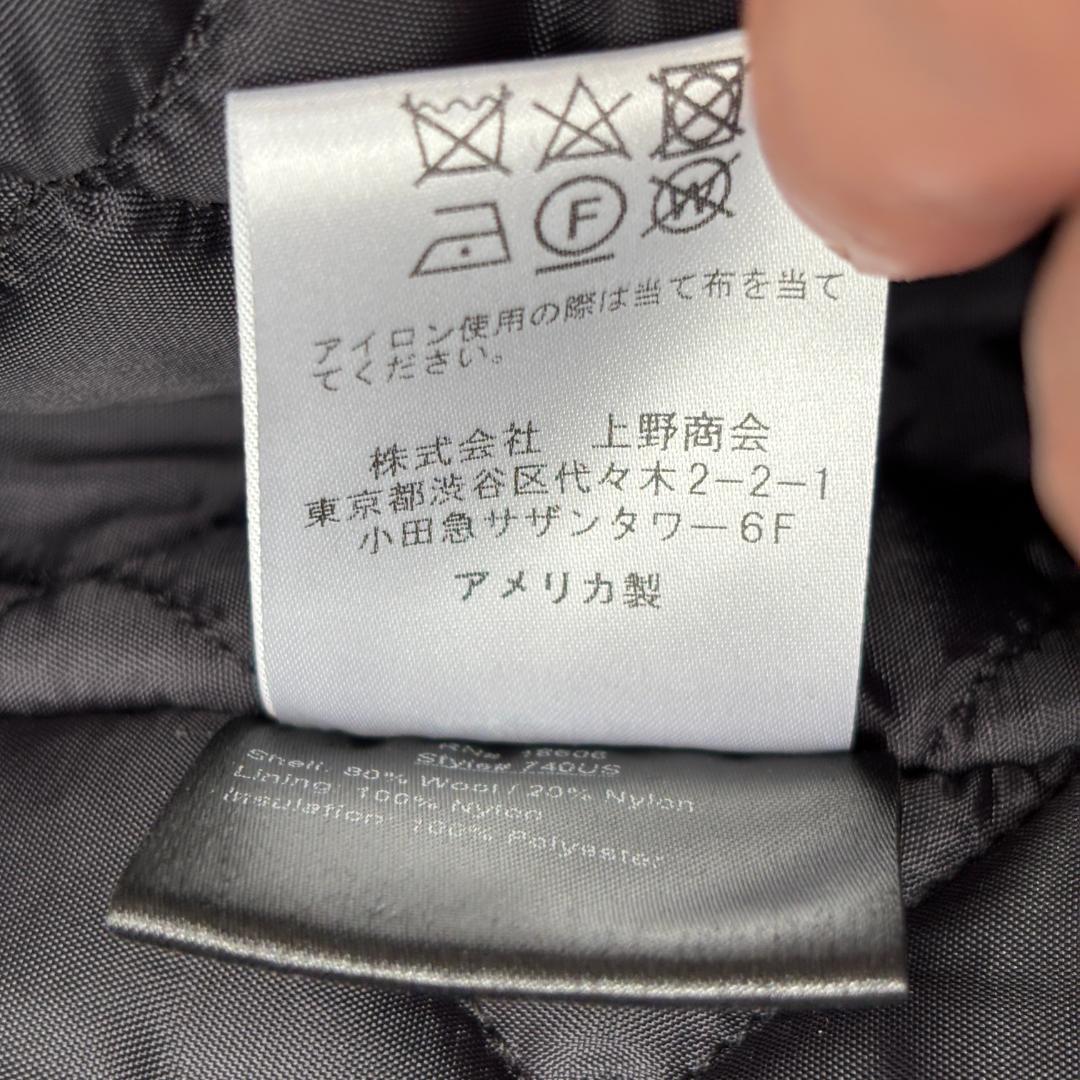 F
W
アイロン使用の際は当て布を当て
てください。
株式会社 上野商会
東京都渋谷区代々木2-2-1
小田急サザンタワー6F
アメリカ製
Style# 740US
Shell: 80% Wool / 20% Nylon
Lining: 100% Nylon
Insulation: 100% Polyester